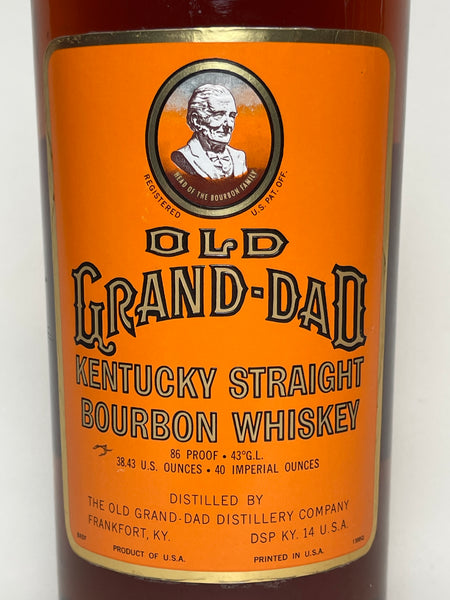 HEAD OF THE BOURBON FAMILY
REGISTERED U.S. PAT. OFF.
OLD
GRAND-DAD
KENTUCKY STRAIGHT
BOURBON WHISKEY
86 PROOF • 43°G.L.
38.43 U.S. OUNCES • 40 IMPERIAL OUNCES
DISTILLED BY
THE OLD GRAND-DAD DISTILLERY COMPANY
FRANKFORT, KY. DSP KY. 14 U.S.A.
PRODUCT OF U.S.A. PRINTED IN U.S.A.